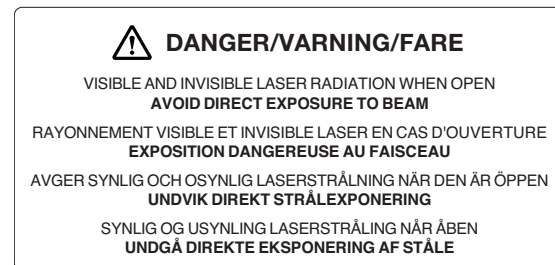 DANGER/VARNING/FARE
VISIBLE AND INVISIBLE LASER RADIATION WHEN OPEN
AVOID DIRECT EXPOSURE TO BEAM
RAYONNEMENT VISIBLE ET INVISIBLE LASER EN CAS D'OUVERTURE
EXPOSITION DANGEREUSE AU FAISCEAU
AVGER SYNLIG OCH OSYNLIG LASERSTRÅLNING NÄR DEN ÄR ÖPPEN
UNDVIK DIREKT STRÅLEXPONERING
SYNLIG OG USYNLING LASERSTRÅLING NÅR ÅBEN
UNDGÅ DIREKTE EKSPONERING AF STÅLE